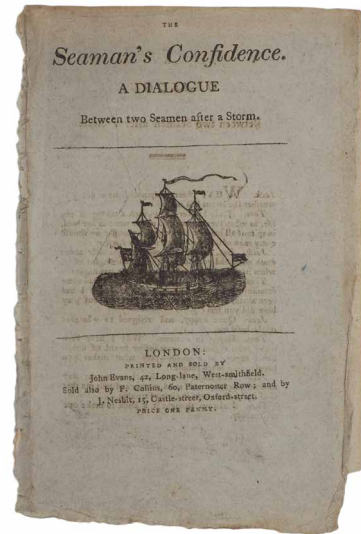 THE
Seaman's Confidence.
A DIALOGUE
Between two Seamen after a Storm.
LONDON:
PRINTED AND SOLD BY
John Evans, 42, Long-lane, West-smithfield.
Sold also by F. Collins, 60, Paternoster Row; and by
J. Nesbit, 15, Castle-street, Oxford-street.
PRICE ONE PENNY.